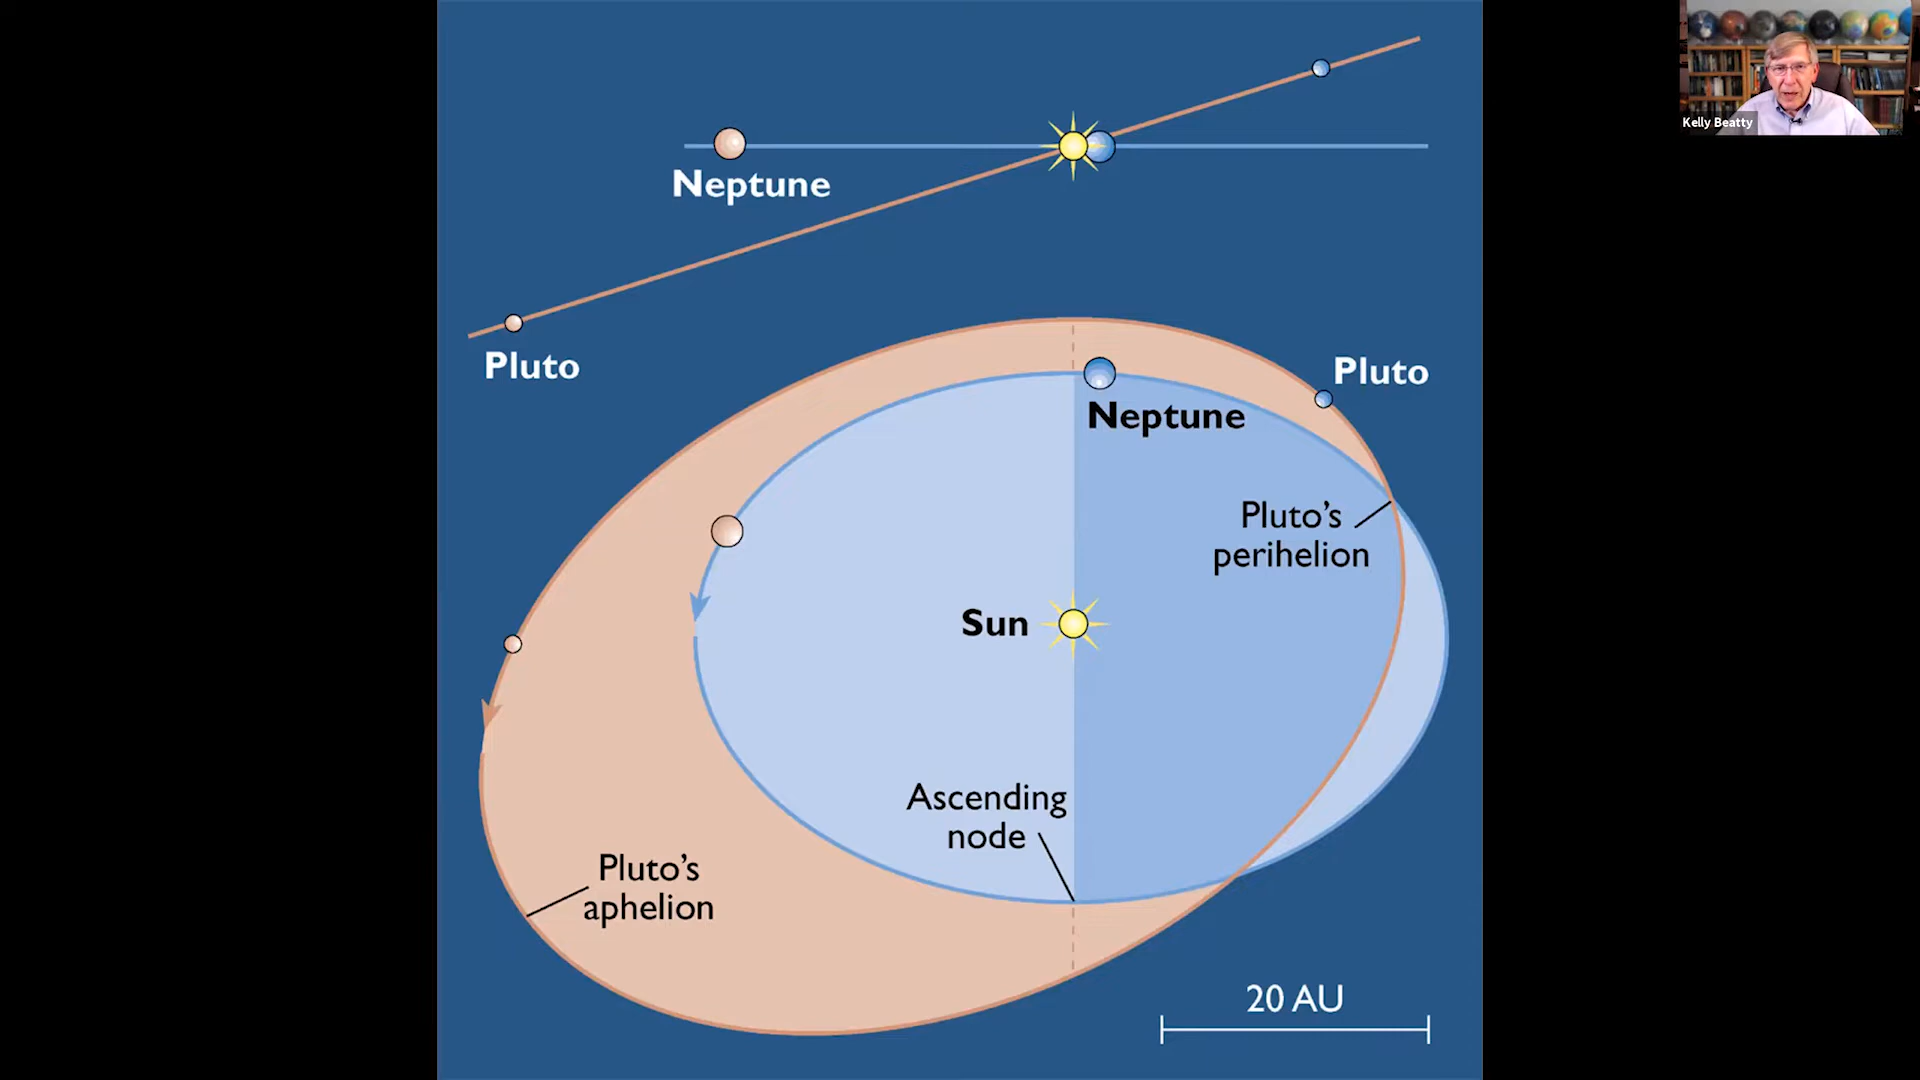 Kelly Beatty
Neptune
Pluto
Pluto
Neptune
Pluto’s
perihelion
Sun
Ascending
node
Pluto’s
aphelion
20 AU